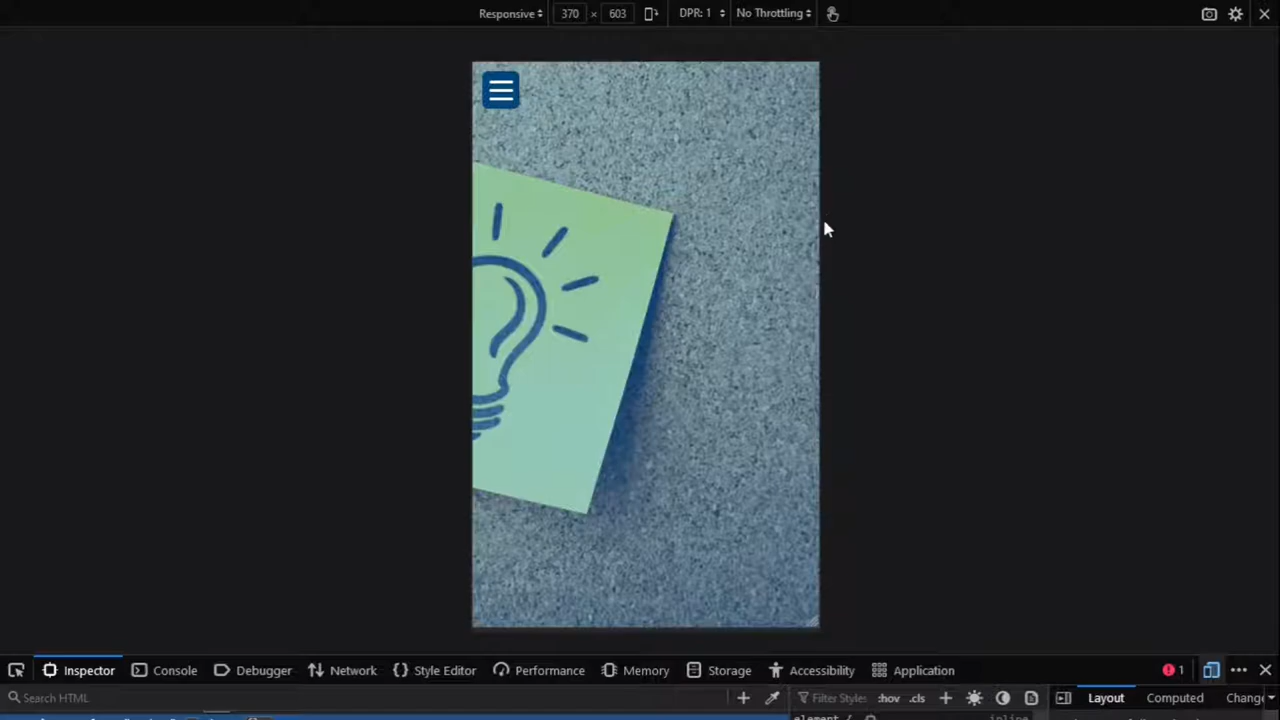 Responsive 370 × 603 DPR: 1 No Throttling
Inspector Console Debugger Network Style Editor Performance Memory Storage Accessibility Application 1
Search HTML Filter Styles :hov .cls Layout Computed Change